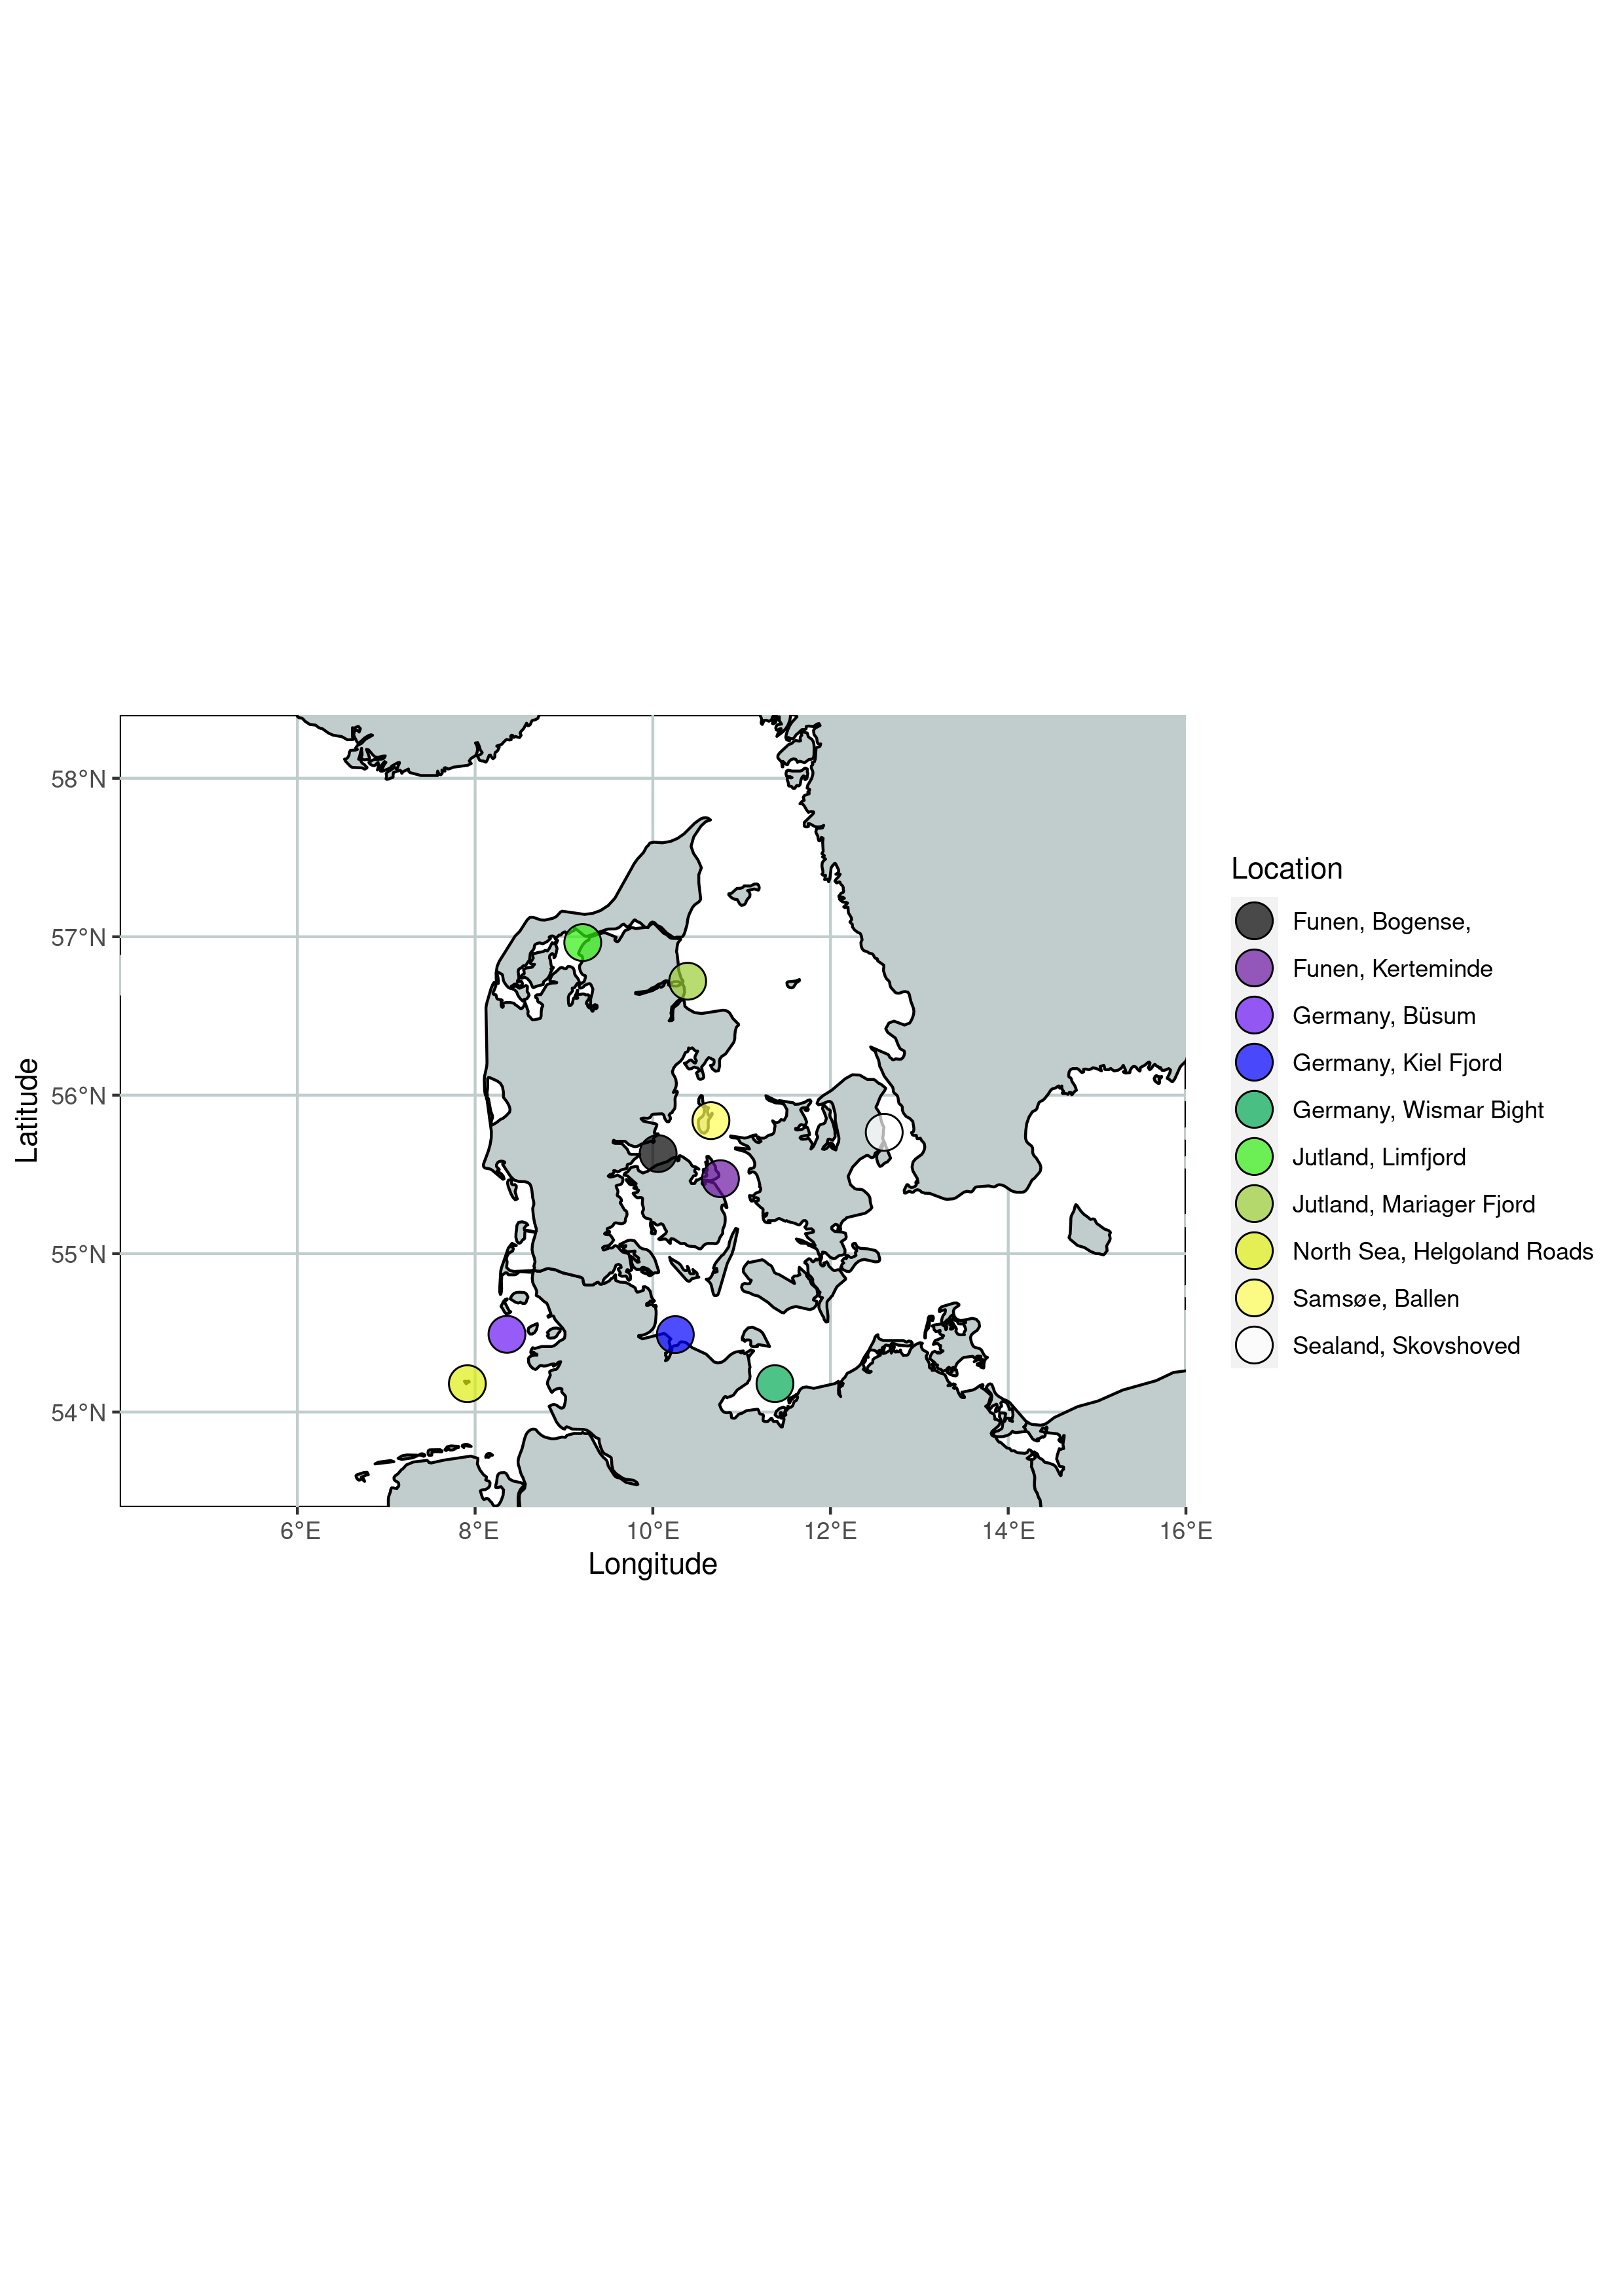 58°N
57°N
56°N
55°N
54°N
Latitude
6°E
8°E
10°E
12°E
14°E
16°E
Longitude
Location
Funen, Bogense,
Funen, Kerteminde
Germany, Büsum
Germany, Kiel Fjord
Germany, Wismar Bight
Jutland, Limfjord
Jutland, Mariager Fjord
North Sea, Helgoland Roads
Samsøe, Ballen
Sealand, Skovshoved